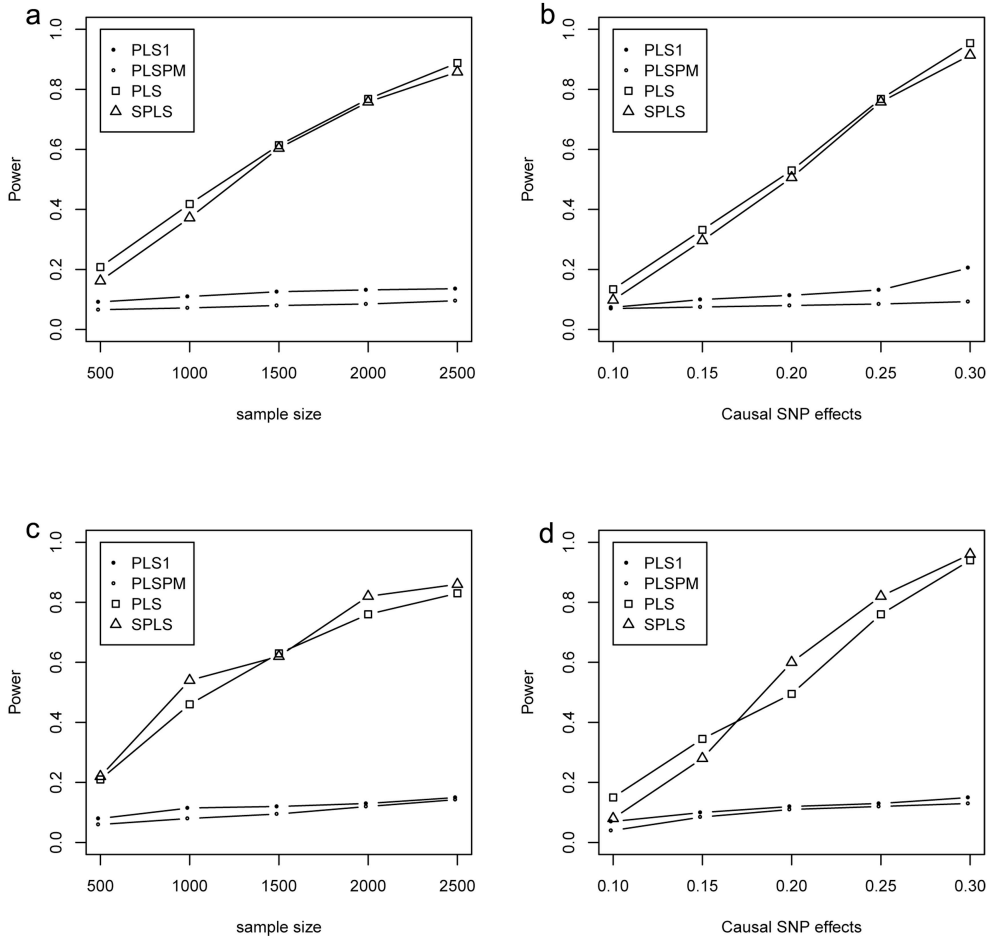 a
PLS1
PLSPM
PLS
SPLS
Power
0.0 0.2 0.4 0.6 0.8 1.0
500 1000 1500 2000 2500
sample size
b
PLS1
PLSPM
PLS
SPLS
Power
0.0 0.2 0.4 0.6 0.8 1.0
0.10 0.15 0.20 0.25 0.30
Causal SNP effects
c
PLS1
PLSPM
PLS
SPLS
Power
0.0 0.2 0.4 0.6 0.8 1.0
500 1000 1500 2000 2500
sample size
d
PLS1
PLSPM
PLS
SPLS
Power
0.0 0.2 0.4 0.6 0.8 1.0
0.10 0.15 0.20 0.25 0.30
Causal SNP effects